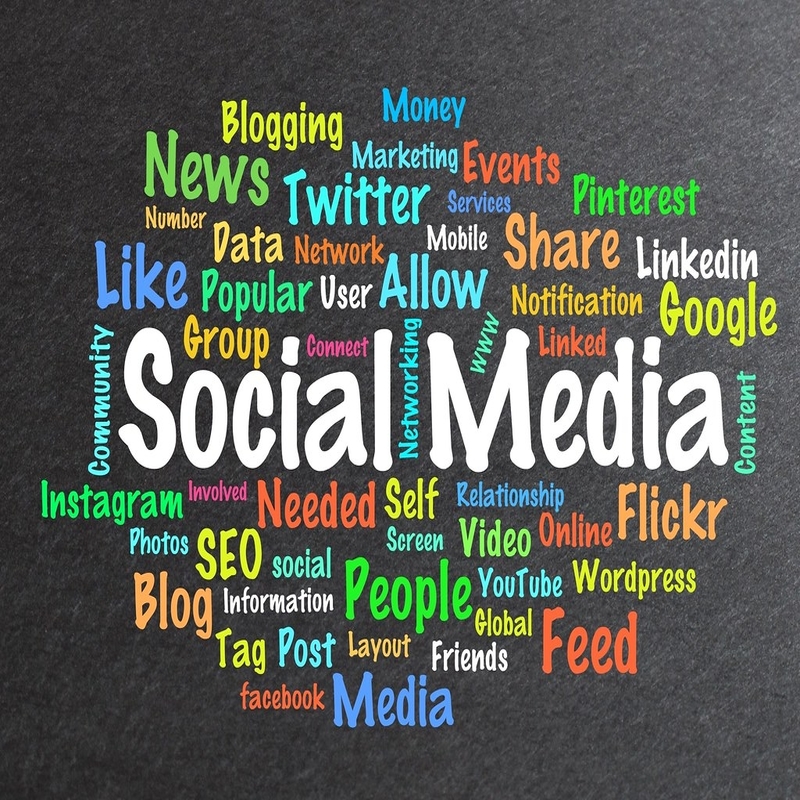 Money
Blogging
News
Marketing
Events
Twitter
Services
Pinterest
Number
Data
Network
Mobile
Share
Linkedin
Like
Popular
User
Allow
Notification
Google
Group
Connect
Networking
www
Linked
Community
Social Media
Content
Instagram
Involved
Needed
Self
Relationship
Flickr
Photos
SEO
social
Screen
Video
Online
Blog
Information
People
YouTube
Wordpress
Global
Tag
Post
Layout
Friends
Feed
facebook
Media